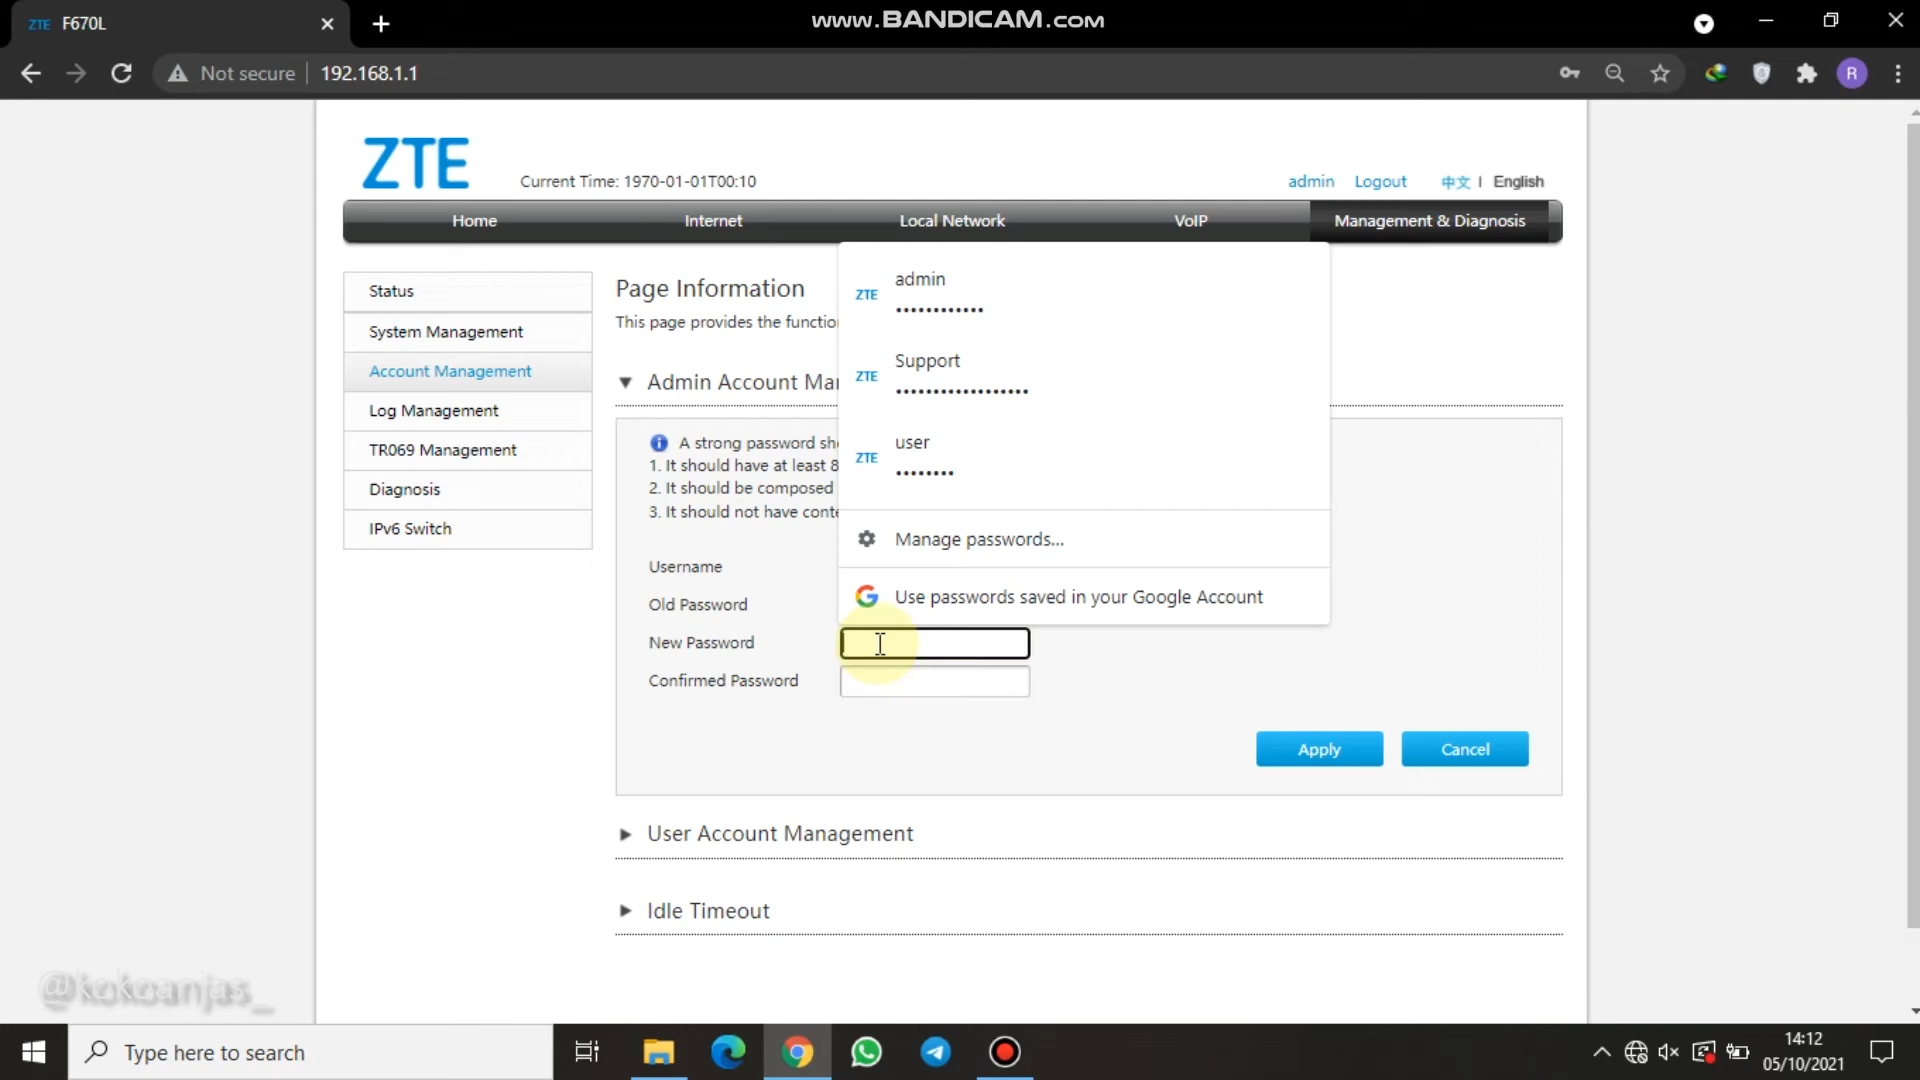 ZTE F670L
www.BANDICAM.com
Not secure 192.168.1.1
R
ZTE
Current Time: 1970-01-01T00:10
admin Logout 中文 | English
Home Internet Local Network VoIP Management & Diagnosis
Status
System Management
Account Management
Log Management
TR069 Management
Diagnosis
IPv6 Switch
Page Information
This page provides the
Admin Account
A strong password
1. It should have at least 8
2. It should be composed
3. It should not have
Username
Old Password
New Password
Confirmed Password
ZTE admin
••••••••••••
ZTE Support
••••••••••••••••••
ZTE user
••••••••
Manage passwords...
G Use passwords saved in your Google Account
Apply Cancel
User Account Management
Idle Timeout
@kokoanjas_
Type here to search
14:12
05/10/2021